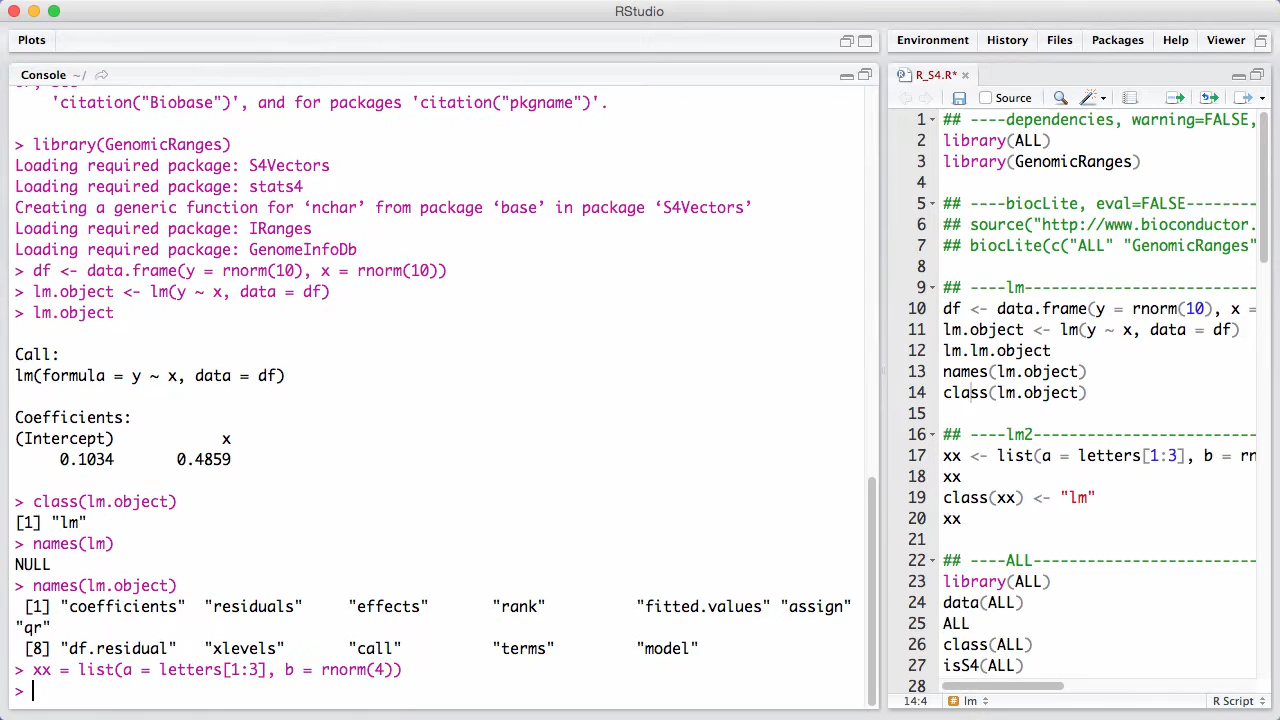 RStudio
Plots
Console ~/
'citation("Biobase")', and for packages 'citation("pkgname")'.
> library(GenomicRanges)
Loading required package: S4Vectors
Loading required package: stats4
Creating a generic function for ‘nchar’ from package ‘base’ in package ‘S4Vectors’
Loading required package: IRanges
Loading required package: GenomeInfoDb
> df <- data.frame(y = rnorm(10), x = rnorm(10))
> lm.object <- lm(y ~ x, data = df)
> lm.object
Call:
lm(formula = y ~ x, data = df)
Coefficients:
(Intercept) x
0.1034 0.4859
> class(lm.object)
[1] "lm"
> names(lm)
NULL
> names(lm.object)
[1] "coefficients" "residuals" "effects" "rank" "fitted.values" "assign"
"qr"
[8] "df.residual" "xlevels" "call" "terms" "model"
> xx = list(a = letters[1:3], b = rnorm(4))
>
Environment History Files Packages Help Viewer
R_S4.R*
Source
1 ## ----dependencies, warning=FALSE,
2 library(ALL)
3 library(GenomicRanges)
4
5 ## ----biocLite, eval=FALSE--------
6 ## source("http://www.bioconductor.
7 ## biocLite(c("ALL" "GenomicRanges"
8
9 ## ----lm--------------------------
10 df <- data.frame(y = rnorm(10), x =
11 lm.object <- lm(y ~ x, data = df)
12 lm.lm.object
13 names(lm.object)
14 class(lm.object)
15
16 ## ----lm2-------------------------
17 xx <- list(a = letters[1:3], b = rn
18 xx
19 class(xx) <- "lm"
20 xx
21
22 ## ----ALL-------------------------
23 library(ALL)
24 data(ALL)
25 ALL
26 class(ALL)
27 isS4(ALL)
28
14:4 # lm R Script